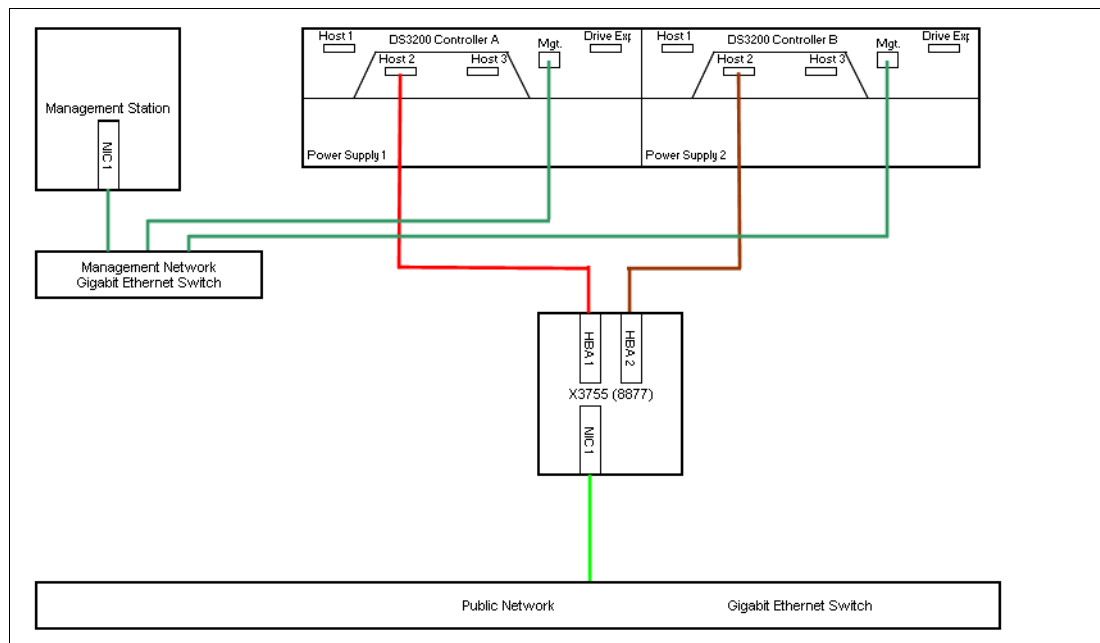 Management Station
NIC 1
Host 1
DS3200 Controller A
Mgt.
Drive Exp
Host 2
Host 3
Power Supply 1
Host 1
DS3200 Controller B
Mgt.
Drive Exp
Host 2
Host 3
Power Supply 2
Management Network
Gigabit Ethernet Switch
HBA 1
HBA 2
X3755 (8877)
NIC 1
Public Network
Gigabit Ethernet Switch